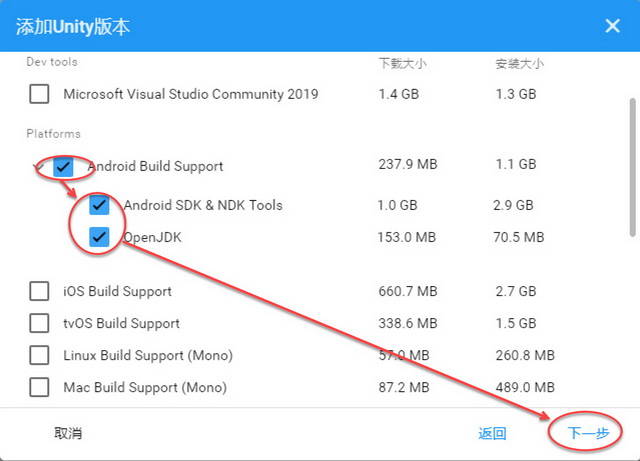 添加Unity版本
Dev tools 下载大小 安装大小
Microsoft Visual Studio Community 2019 1.4 GB 1.3 GB
Platforms
Android Build Support 237.9 MB 1.1 GB
Android SDK & NDK Tools 1.0 GB 2.9 GB
OpenJDK 153.0 MB 70.5 MB
iOS Build Support 660.7 MB 2.7 GB
tvOS Build Support 338.6 MB 1.5 GB
Linux Build Support (Mono) 57.0 MB 260.8 MB
Mac Build Support (Mono) 87.2 MB 489.0 MB
取消 返回 下一步